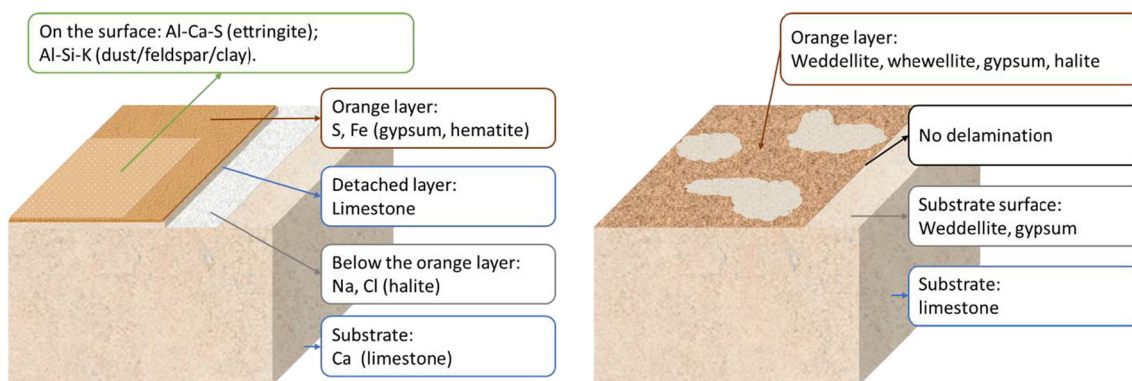 On the surface: Al-Ca-S (ettringite);
Al-Si-K (dust/feldspar/clay).
Orange layer:
S, Fe (gypsum, hematite)
Detached layer:
Limestone
Below the orange layer:
Na, Cl (halite)
Substrate:
Ca (limestone)
Orange layer:
Weddellite, whewellite, gypsum, halite
No delamination
Substrate surface:
Weddellite, gypsum
Substrate:
limestone